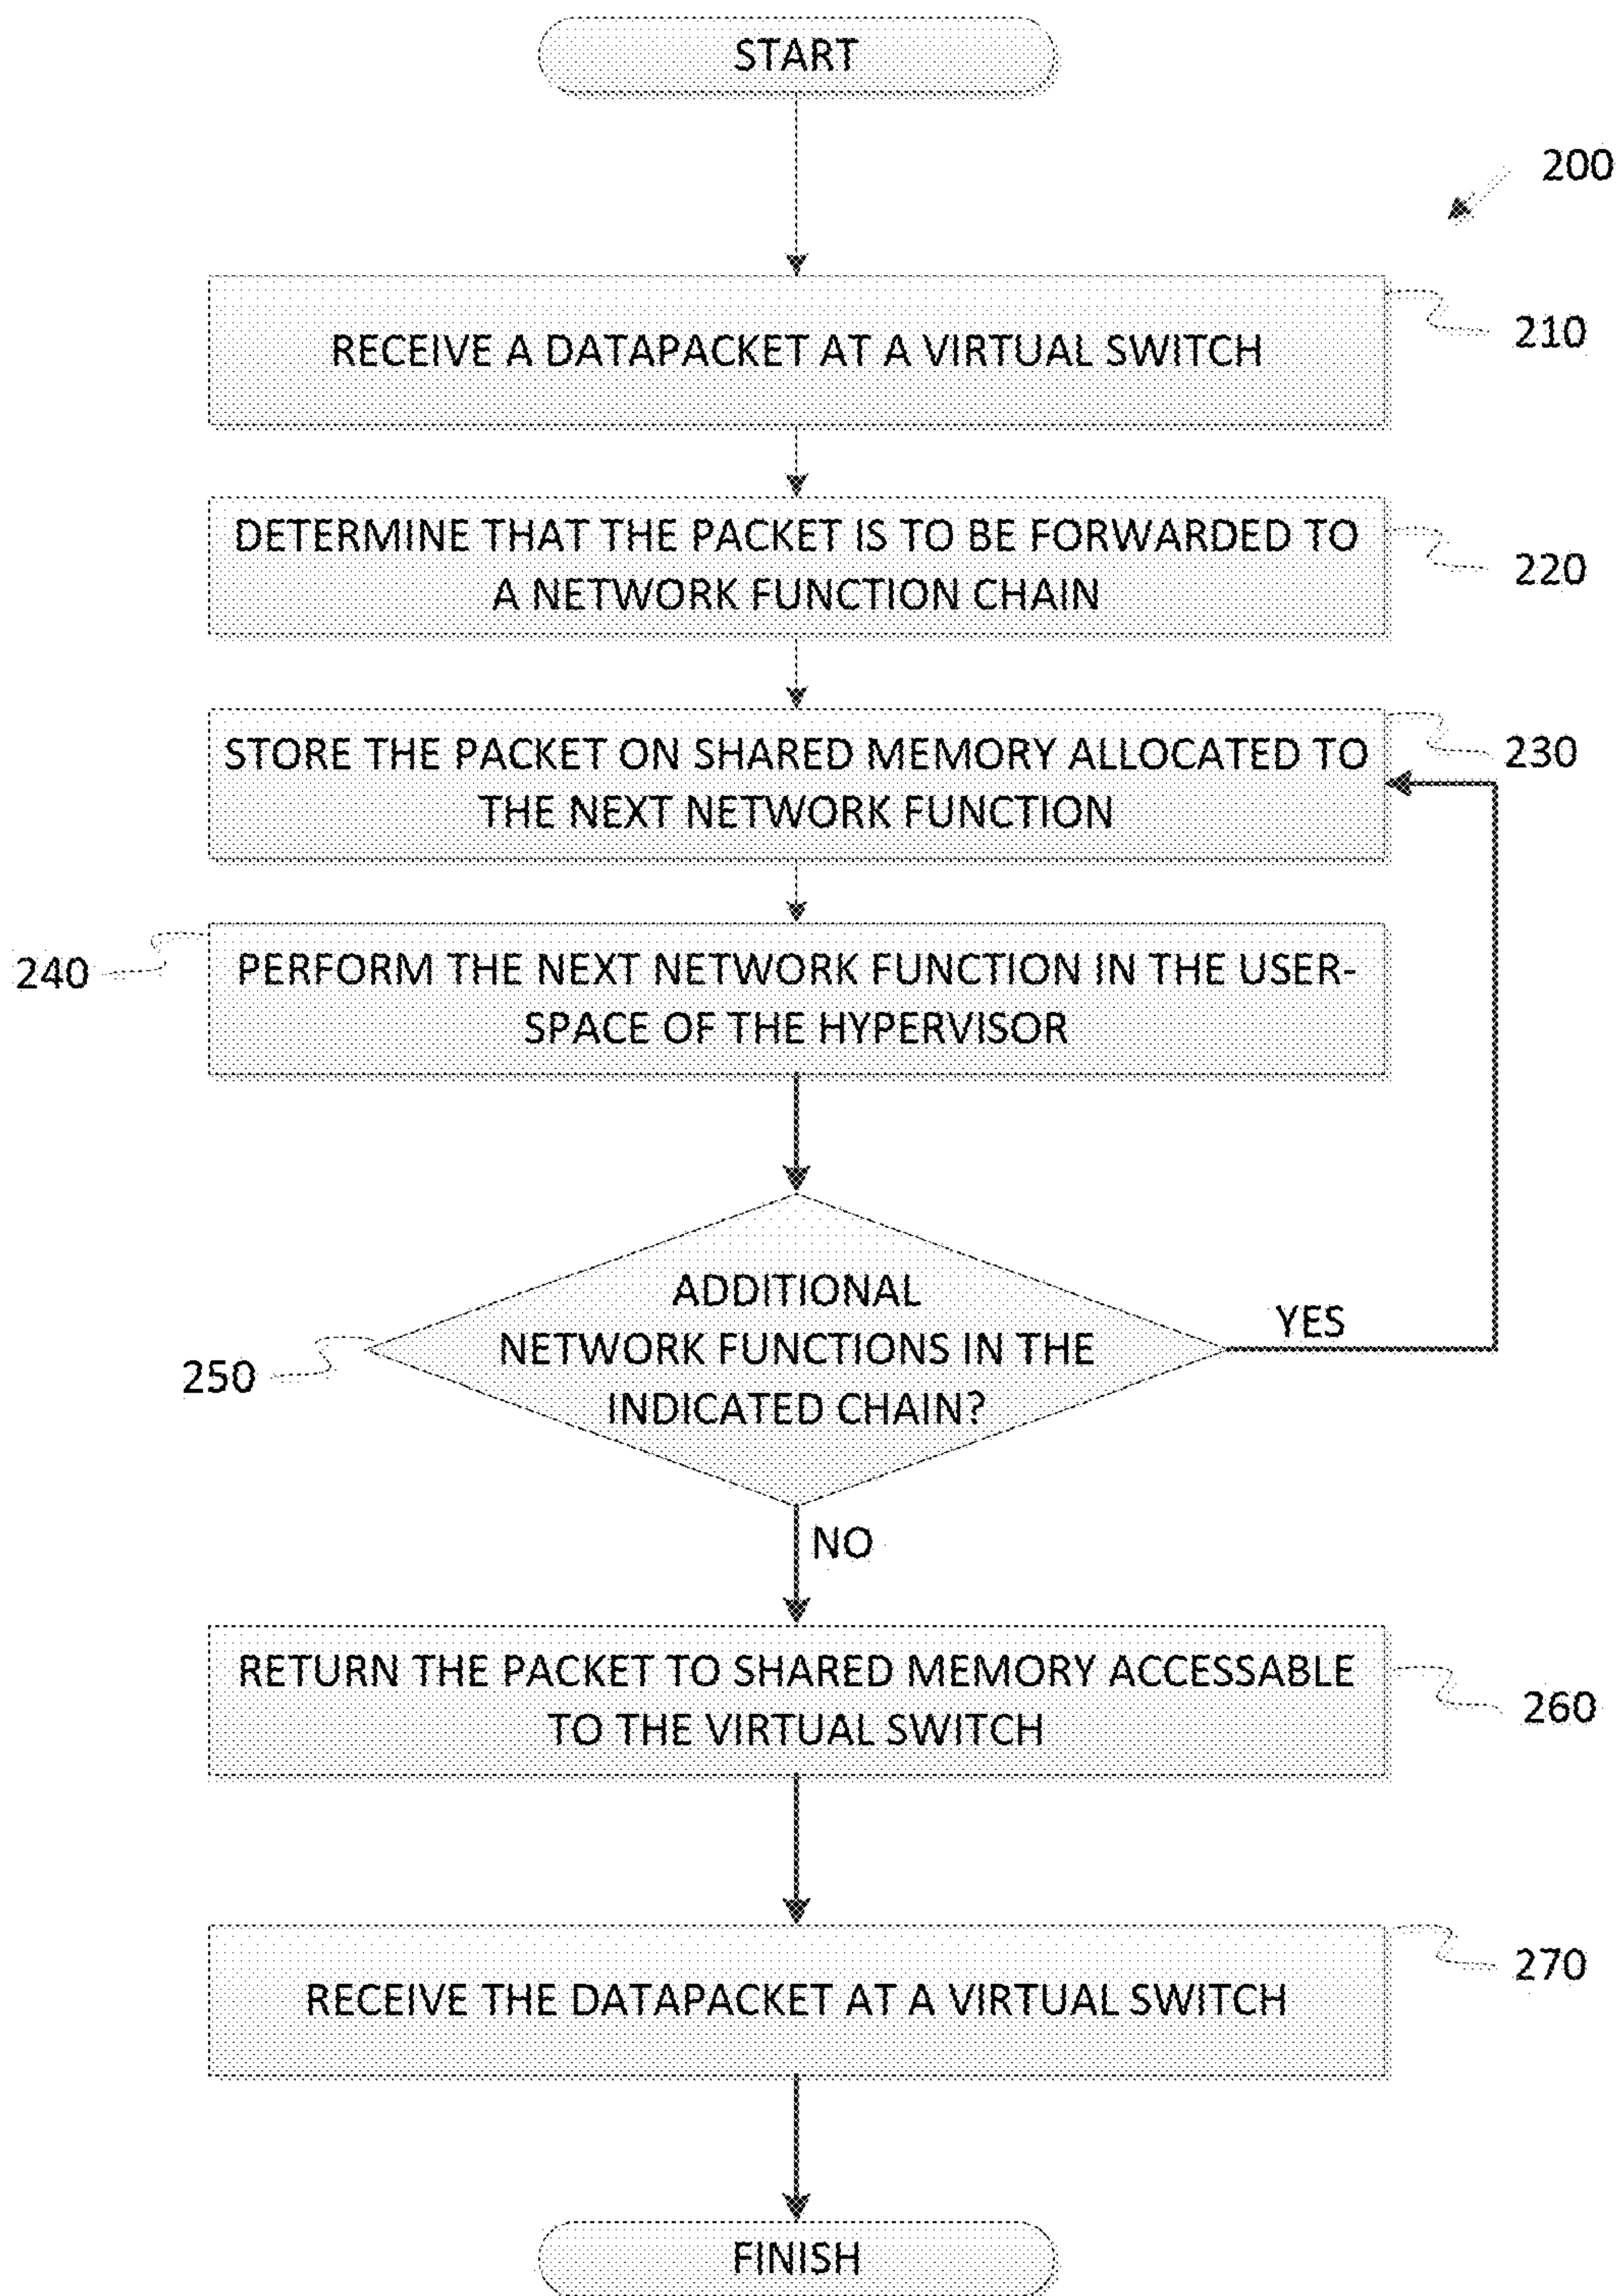 START
200
RECEIVE A DATAPACKET AT A VIRTUAL SWITCH
210
DETERMINE THAT THE PACKET IS TO BE FORWARDED TO
A NETWORK FUNCTION CHAIN
220
STORE THE PACKET ON SHARED MEMORY ALLOCATED TO
THE NEXT NETWORK FUNCTION
230
240
PERFORM THE NEXT NETWORK FUNCTION IN THE USER-
SPACE OF THE HYPERVISOR
ADDITIONAL
NETWORK FUNCTIONS IN THE
INDICATED CHAIN?
250
YES
NO
RETURN THE PACKET TO SHARED MEMORY ACCESSABLE
TO THE VIRTUAL SWITCH
260
RECEIVE THE DATAPACKET AT A VIRTUAL SWITCH
270
FINISH